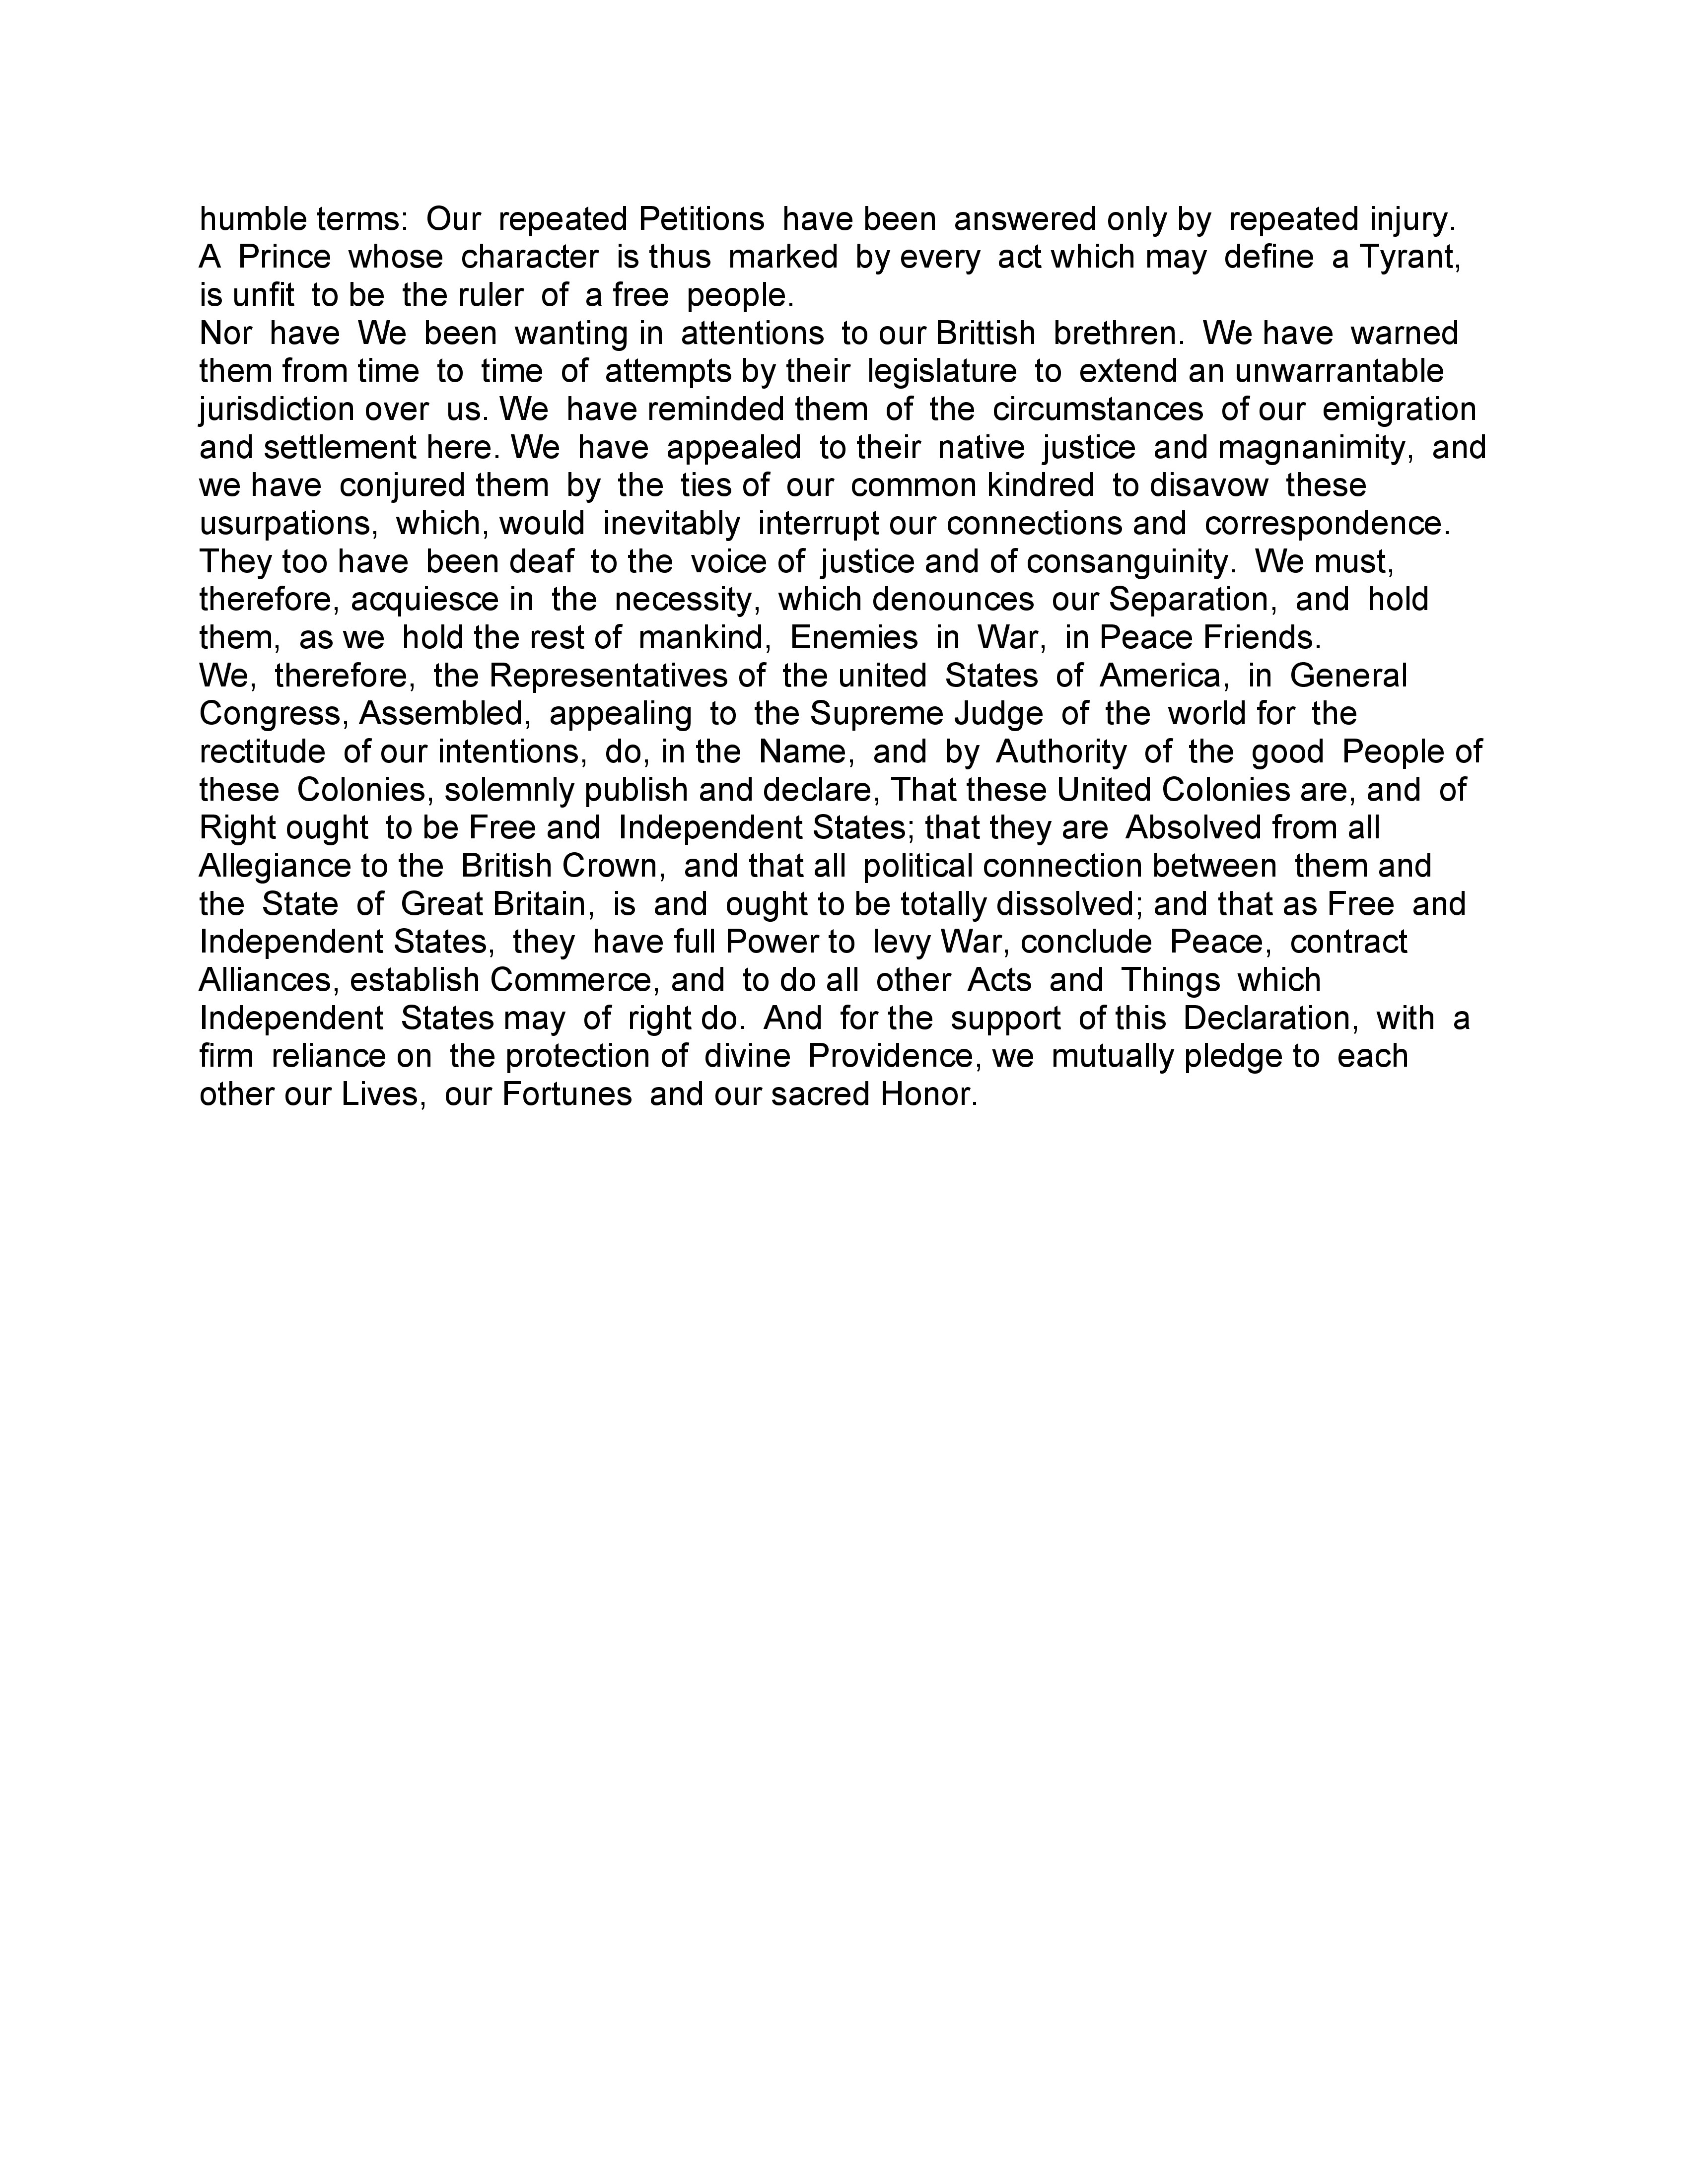 humble terms: Our repeated Petitions have been answered only by repeated injury.
A Prince whose character is thus marked by every act which may define a Tyrant,
is unfit to be the ruler of a free people.
Nor have We been wanting in attentions to our Brittish brethren. We have warned
them from time to time of attempts by their legislature to extend an unwarrantable
jurisdiction over us. We have reminded them of the circumstances of our emigration
and settlement here. We have appealed to their native justice and magnanimity, and
we have conjured them by the ties of our common kindred to disavow these
usurpations, which, would inevitably interrupt our connections and correspondence.
They too have been deaf to the voice of justice and of consanguinity. We must,
therefore, acquiesce in the necessity, which denounces our Separation, and hold
them, as we hold the rest of mankind, Enemies in War, in Peace Friends.
We, therefore, the Representatives of the united States of America, in General
Congress, Assembled, appealing to the Supreme Judge of the world for the
rectitude of our intentions, do, in the Name, and by Authority of the good People of
these Colonies, solemnly publish and declare, That these United Colonies are, and of
Right ought to be Free and Independent States; that they are Absolved from all
Allegiance to the British Crown, and that all political connection between them and
the State of Great Britain, is and ought to be totally dissolved; and that as Free and
Independent States, they have full Power to levy War, conclude Peace, contract
Alliances, establish Commerce, and to do all other Acts and Things which
Independent States may of right do. And for the support of this Declaration, with a
firm reliance on the protection of divine Providence, we mutually pledge to each
other our Lives, our Fortunes and our sacred Honor.